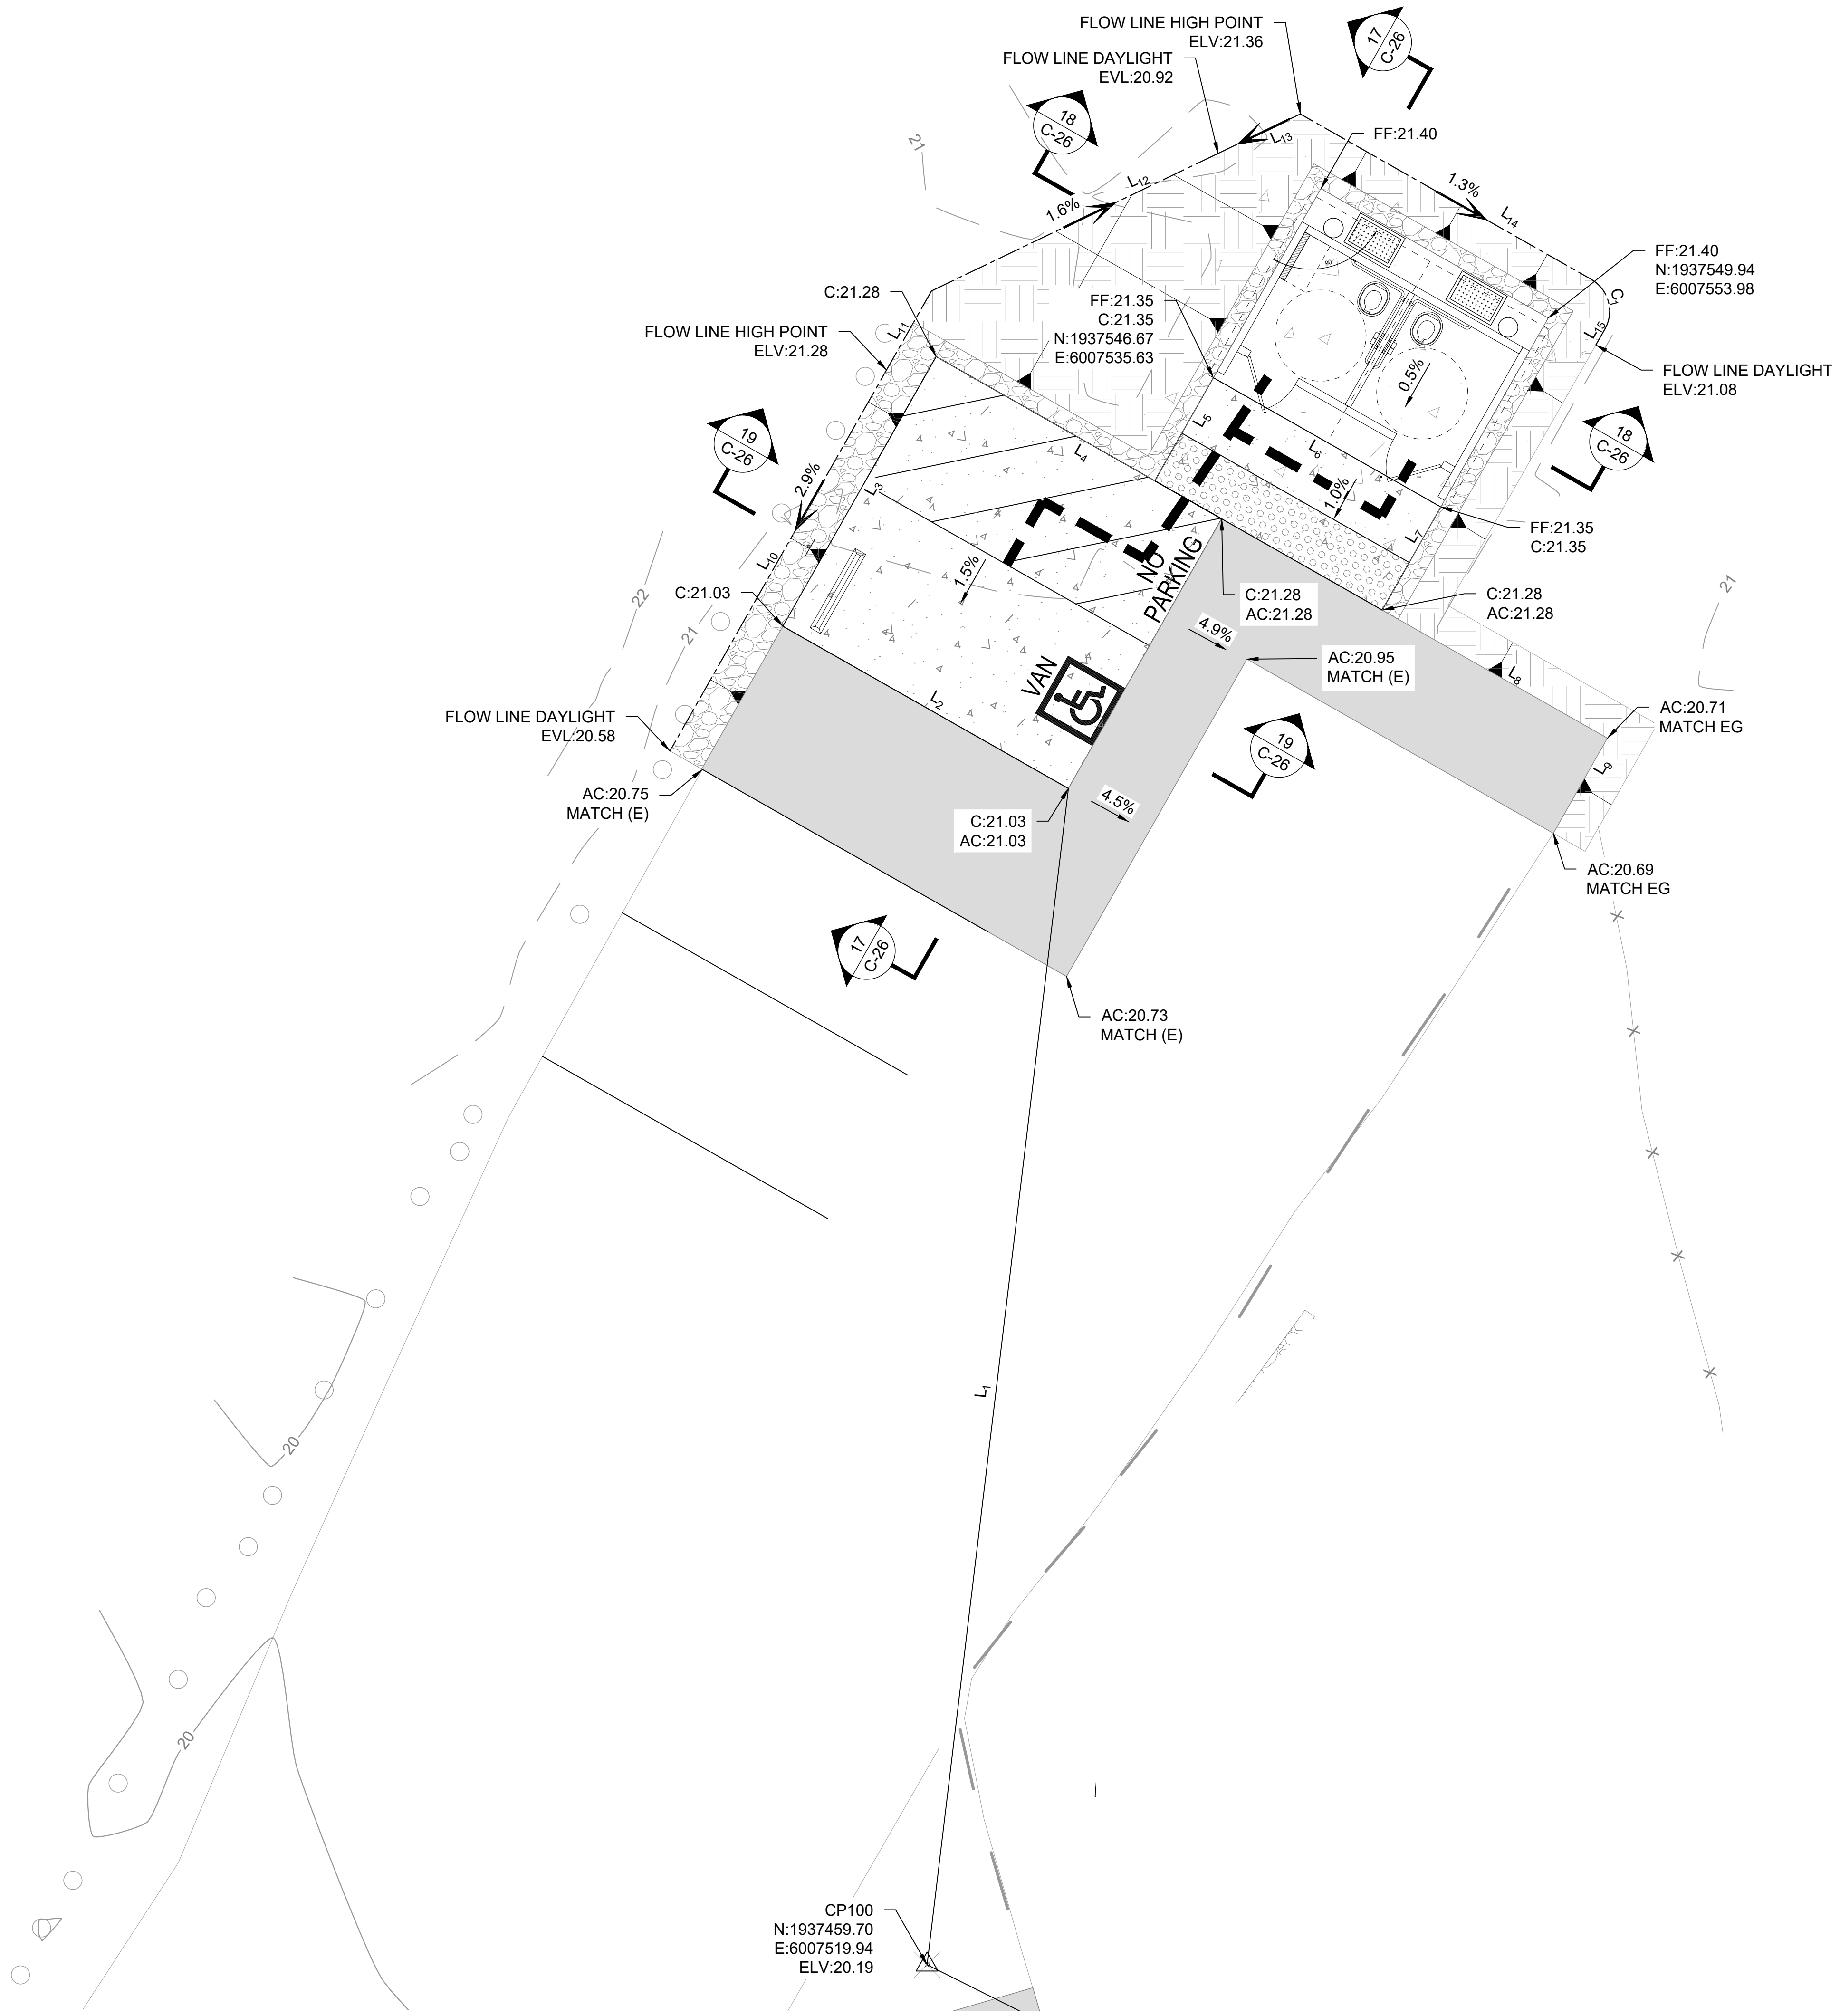 FLOW LINE HIGH POINT
ELV:21.36
FLOW LINE DAYLIGHT
EVL:20.92
17
C-26
18
C-26
21
L13
FF:21.40
L12
1.6%
1.3%
L14
FF:21.40
N:1937549.94
E:6007553.98
90°
C:21.28
FF:21.35
C:21.35
N:1937546.67
E:6007535.63
C1
L15
L11
FLOW LINE HIGH POINT
ELV:21.28
FLOW LINE DAYLIGHT
ELV:21.08
0.5%
L5
L6
19
C-26
18
C-26
L4
2.9%
L3
1.0%
FF:21.35
C:21.35
L7
L10
NO
PARKING
1.5%
22
21
21
C:21.03
C:21.28
AC:21.28
C:21.28
AC:21.28
4.9%
AC:20.95
MATCH (E)
VAN
L8
L2
FLOW LINE DAYLIGHT
EVL:20.58
AC:20.71
MATCH EG
19
C-26
L9
AC:20.75
MATCH (E)
4.5%
C:21.03
AC:21.03
AC:20.69
MATCH EG
17
C-26
AC:20.73
MATCH (E)
L1
20
20
CP100
N:1937459.70
E:6007519.94
ELV:20.19